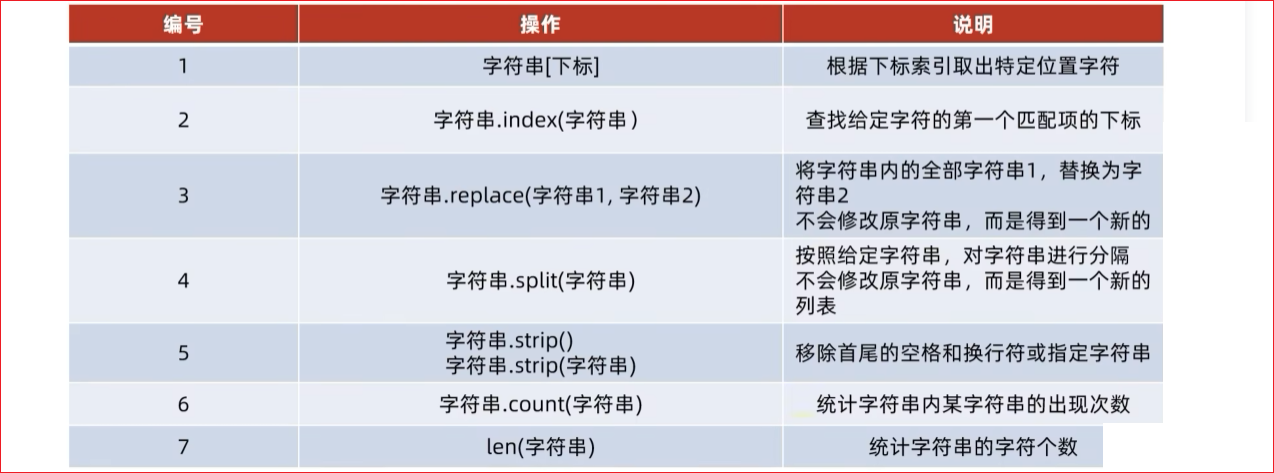 编号 操作 说明
1 字符串[下标] 根据下标索引取出特定位置字符
2 字符串.index(字符串） 查找给定字符的第一个匹配项的下标
3 字符串.replace(字符串1, 字符串2) 将字符串内的全部字符串1，替换为字
符串2
不会修改原字符串，而是得到一个新的
4 字符串.split(字符串) 按照给定字符串，对字符串进行分隔
不会修改原字符串，而是得到一个新的
列表
5 字符串.strip()
字符串.strip(字符串) 移除首尾的空格和换行符或指定字符串
6 字符串.count(字符串) 统计字符串内某字符串的出现次数
7 len(字符串) 统计字符串的字符个数